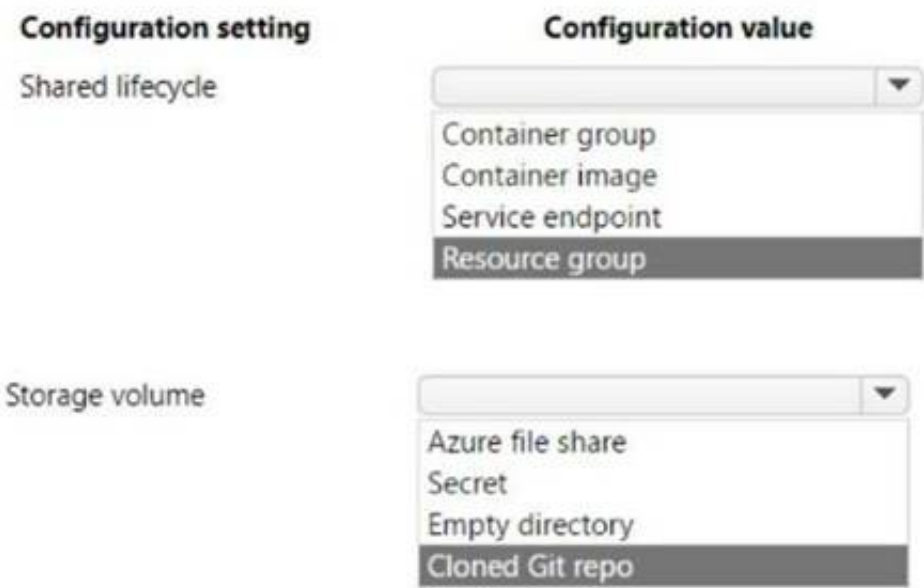 Configuration setting Configuration value
Shared lifecycle
Container group
Container image
Service endpoint
Resource group
Storage volume
Azure file share
Secret
Empty directory
Cloned Git repo